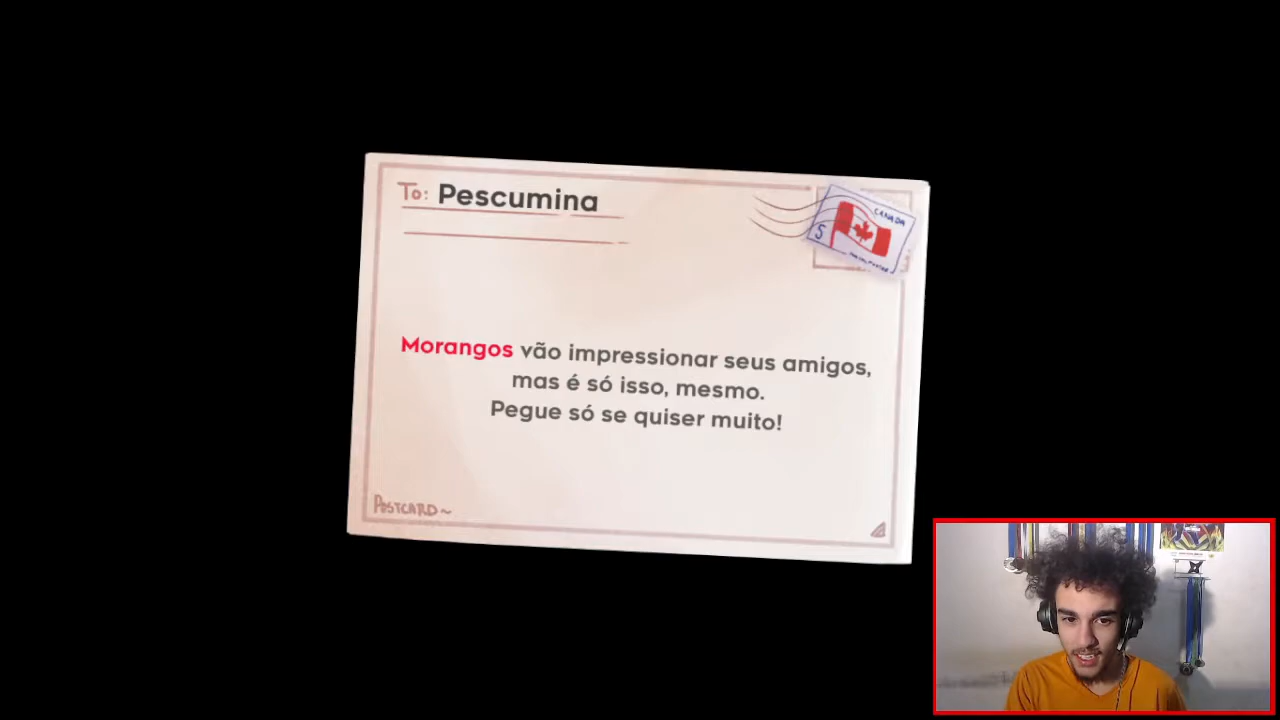 To: Pescumina
CANADA
5
Morangos vão impressionar seus amigos,
mas é só isso, mesmo.
Pegue só se quiser muito!
POSTCARD~